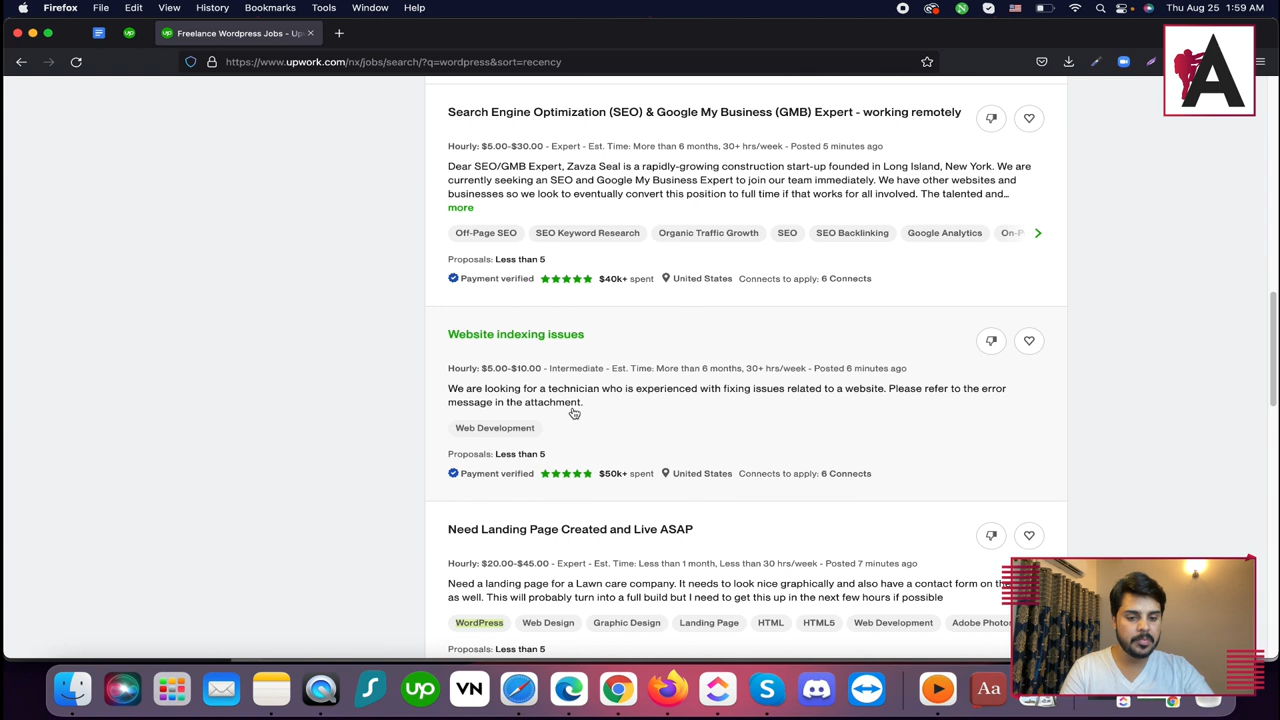 Firefox File Edit View History Bookmarks Tools Window Help Thu Aug 25 1:59 AM
Freelance Wordpress Jobs - Up
https://www.upwork.com/nx/jobs/search/?q=wordpress&sort=recency
A
Search Engine Optimization (SEO) & Google My Business (GMB) Expert - working remotely
Hourly: $5.00-$30.00 - Expert - Est. Time: More than 6 months, 30+ hrs/week - Posted 5 minutes ago
Dear SEO/GMB Expert, Zavza Seal is a rapidly-growing construction start-up founded in Long Island, New York. We are
currently seeking an SEO and Google My Business Expert to join our team immediately. We have other websites and
businesses so we look to eventually convert this position to full time if that works for all involved. The talented and…
more
Off-Page SEO SEO Keyword Research Organic Traffic Growth SEO SEO Backlinking Google Analytics On-P
Proposals: Less than 5
Payment verified $40k+ spent United States Connects to apply: 6 Connects
Website indexing issues
Hourly: $5.00-$10.00 - Intermediate - Est. Time: More than 6 months, 30+ hrs/week - Posted 6 minutes ago
We are looking for a technician who is experienced with fixing issues related to a website. Please refer to the error
message in the attachment.
Web Development
Proposals: Less than 5
Payment verified $50k+ spent United States Connects to apply: 6 Connects
Need Landing Page Created and Live ASAP
Hourly: $20.00-$45.00 - Expert - Est. Time: Less than 1 month, Less than 30 hrs/week - Posted 7 minutes ago
Need a landing page for a Lawn care company. It needs to look nice graphically and also have a contact form on
as well. This will probably turn into a full build but I need to get this up in the next few hours if possible
WordPress Web Design Graphic Design Landing Page HTML HTML5 Web Development Adobe Photos
Proposals: Less than 5
up VN S Aa